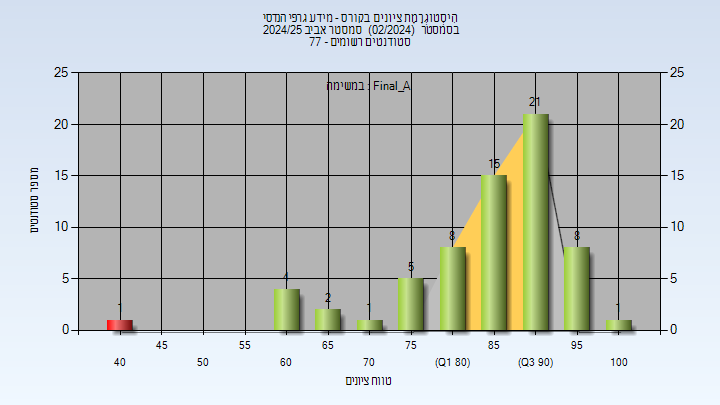 היסטוגרמת ציונים בקורס - מידע גרפי הנדסי
בסמסטר (02/2024) סמסטר אביב 2024/25
סטודנטים רשומים - 77
במשימה : Final_A
מספר סטודנטים
25 25
20 20
15 15
10 10
5 5
0 0
1 4 2 1 5 8 15 21 8 1
45 55 65 75 85 95
40 50 60 70 (Q1 80) (Q3 90) 100
טווח ציונים